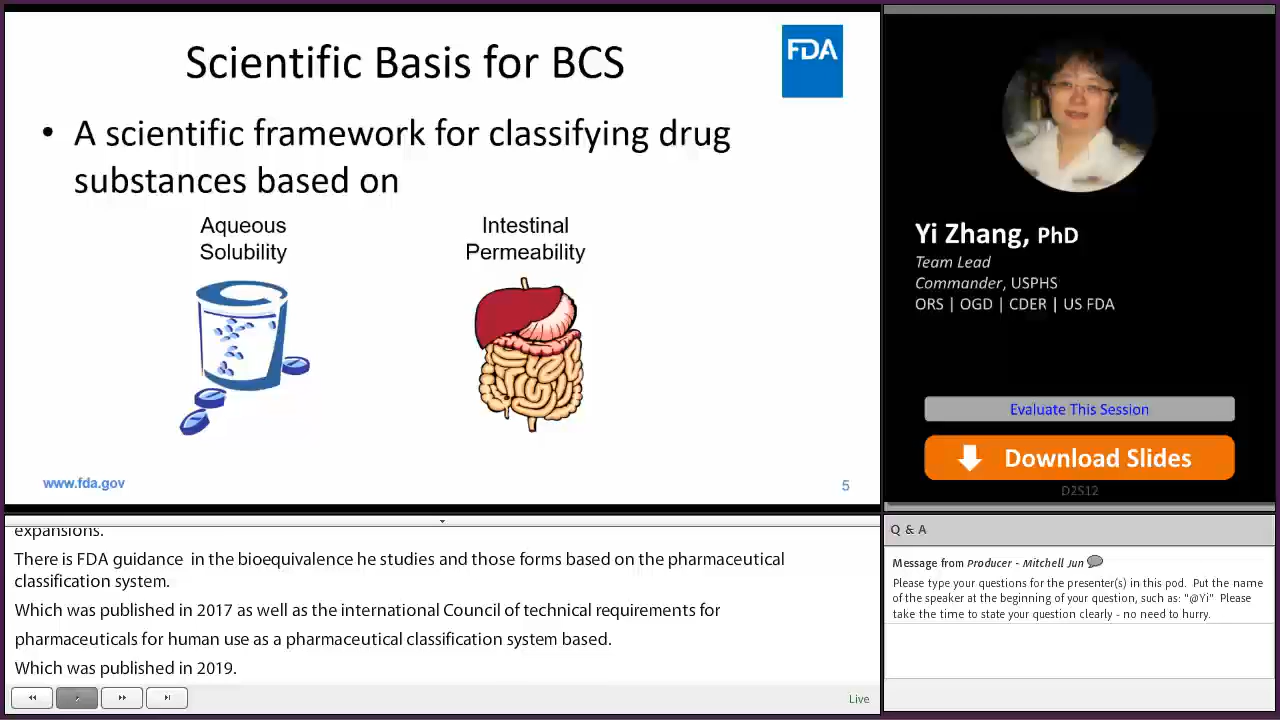 Scientific Basis for BCS
FDA
• A scientific framework for classifying drug
substances based on
Aqueous
Solubility
Intestinal
Permeability
www.fda.gov
5
Yi Zhang, PhD
Team Lead
Commander, USPHS
ORS | OGD | CDER | US FDA
Evaluate This Session
Download Slides
D2S12
expansions.
There is FDA guidance in the bioequivalence he studies and those forms based on the pharmaceutical
classification system.
Which was published in 2017 as well as the international Council of technical requirements for
pharmaceuticals for human use as a pharmaceutical classification system based.
Which was published in 2019.
Live
Q & A
Message from Producer - Mitchell Jun
Please type your questions for the presenter(s) in this pod. Put the name
of the speaker at the beginning of your question, such as: "@Yi" Please
take the time to state your question clearly - no need to hurry.